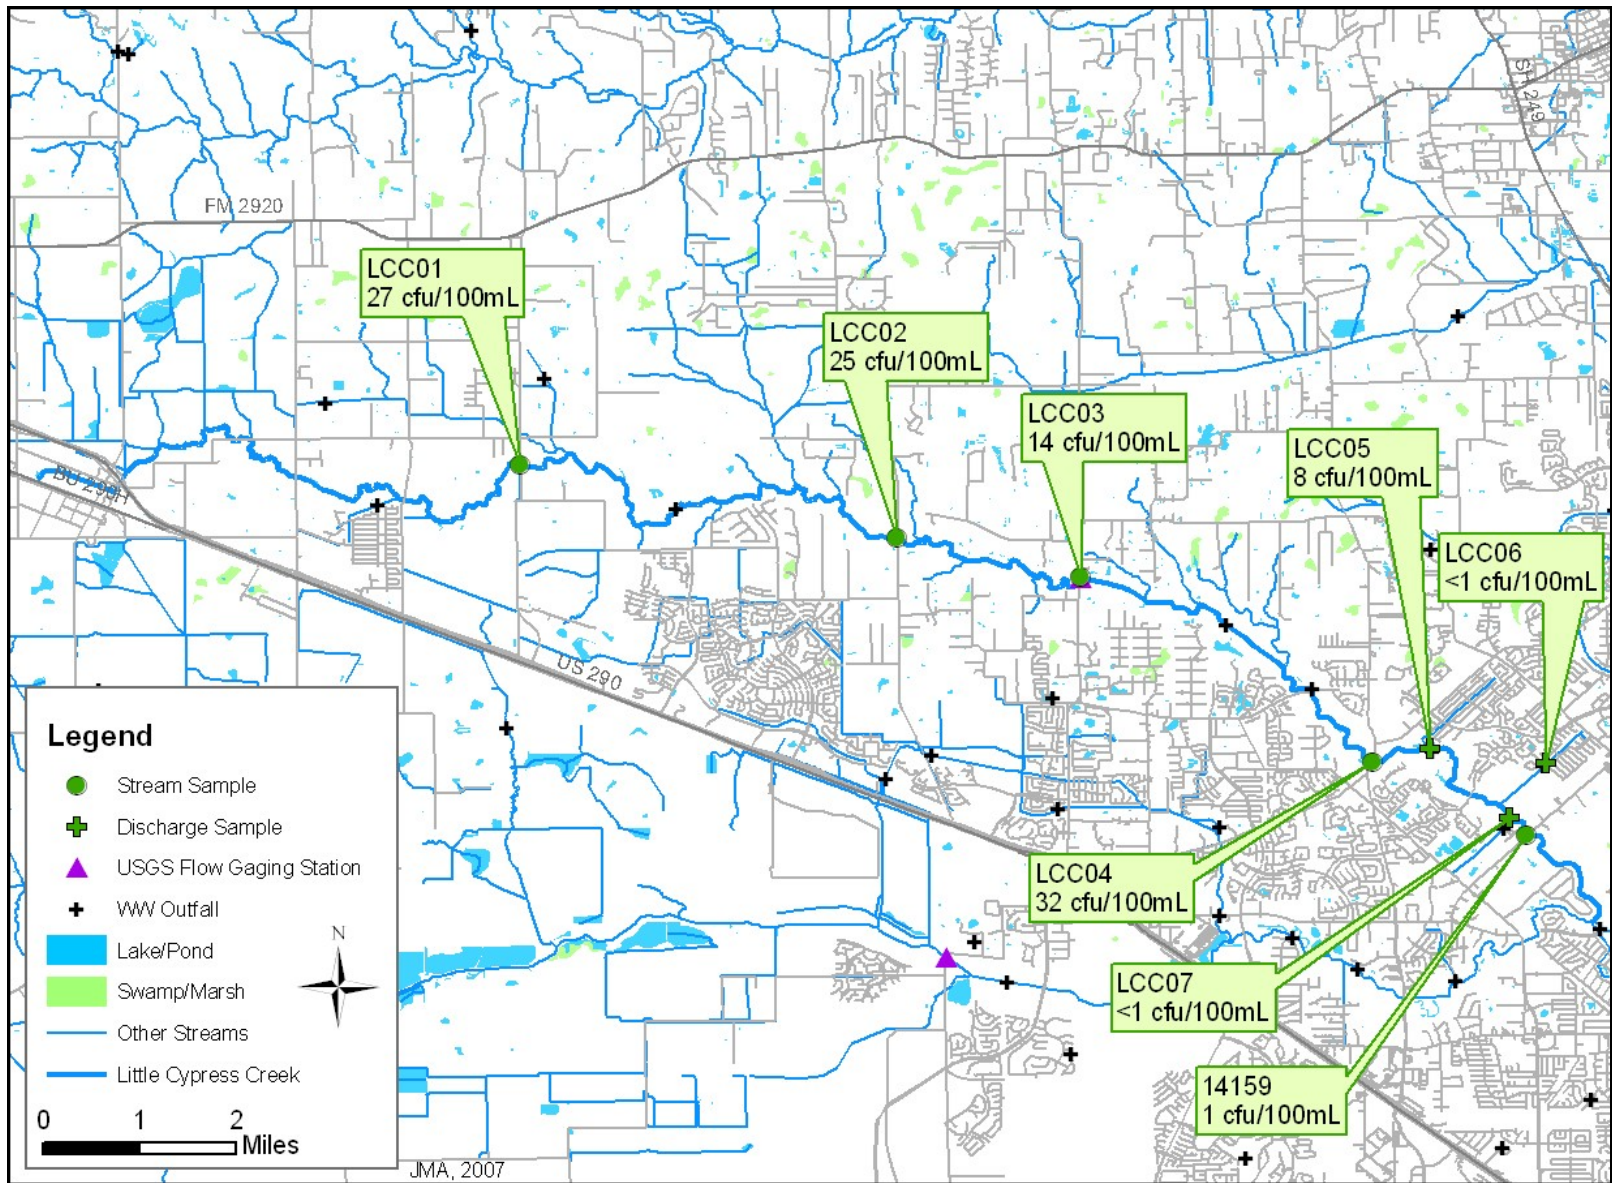 SH 249
FM 2920
LCC01
27 cfu/100mL
LCC02
25 cfu/100mL
LCC03
14 cfu/100mL
LCC05
8 cfu/100mL
BU 290H
LCC06
<1 cfu/100mL
US 290
Legend
Stream Sample
Discharge Sample
USGS Flow Gaging Station
WW Outfall
Lake/Pond
Swamp/Marsh
Other Streams
Little Cypress Creek
N
0 1 2
Miles
LCC04
32 cfu/100mL
LCC07
<1 cfu/100mL
14159
1 cfu/100mL
JMA, 2007